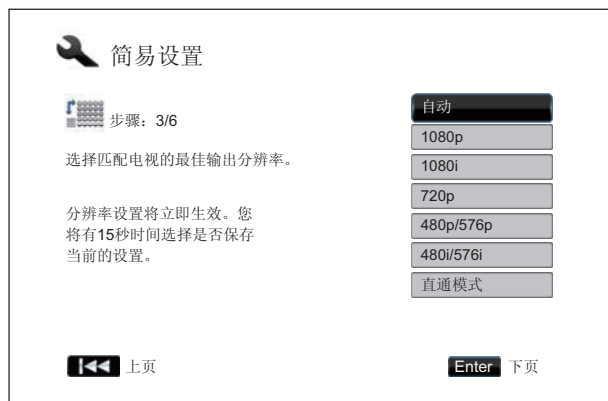 简易设置
步骤：3/6
选择匹配电视的最佳输出分辨率。
分辨率设置将立即生效。您
将有15秒时间选择是否保存
当前的设置。
自动
1080p
1080i
720p
480p/576p
480i/576i
直通模式
上页
Enter 下页